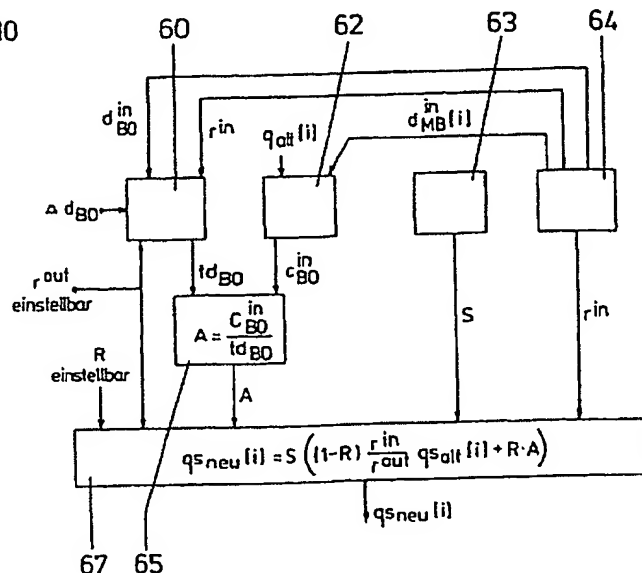 60 62 63 64
d_BO^in r^in q_alt[i] d_MB^in[i]
Δ d_BO
td_BO c_BO^in
r^out
einstellbar
S r^in
A = C_BO^in / td_BO
R
einstellbar
A
qs_neu[i] = S ((1-R) r^in / r^out qs_alt[i] + R·A)
67 65 qs_neu[i]